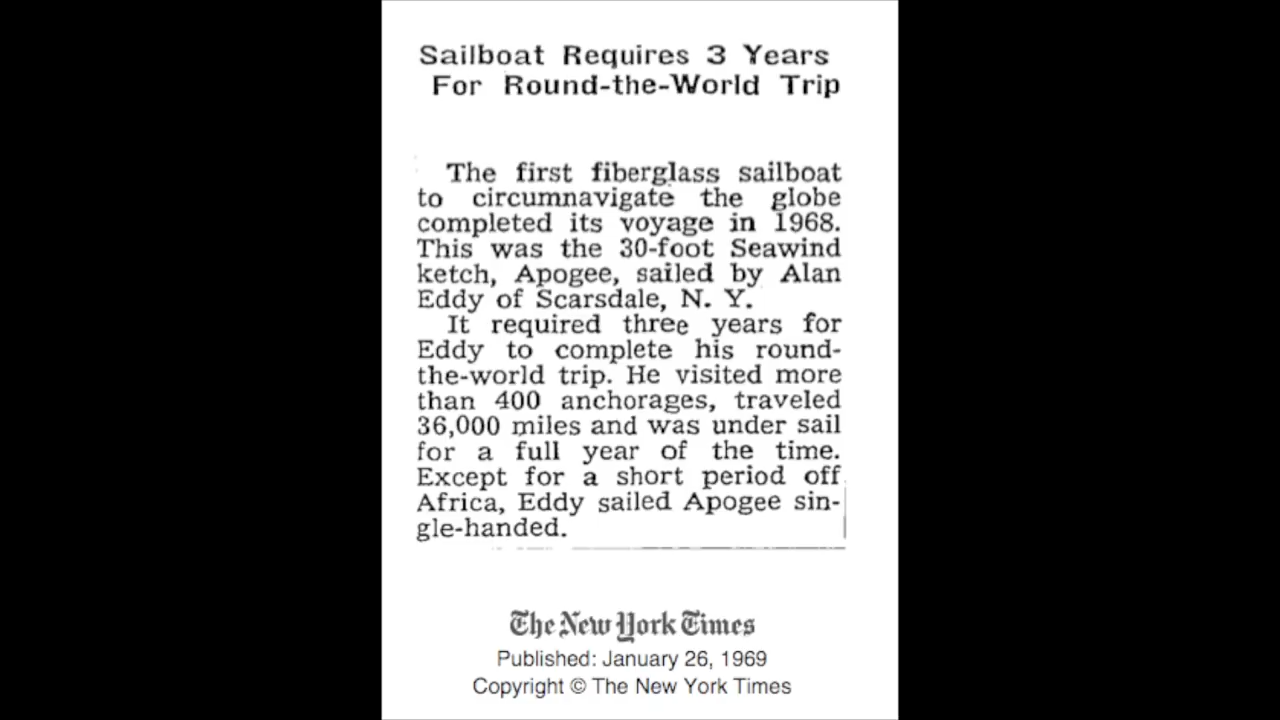 Sailboat Requires 3 Years
For Round-the-World Trip
The first fiberglass sailboat
to circumnavigate the globe
completed its voyage in 1968.
This was the 30-foot Seawind
ketch, Apogee, sailed by Alan
Eddy of Scarsdale, N. Y.
It required three years for
Eddy to complete his round-
the-world trip. He visited more
than 400 anchorages, traveled
36,000 miles and was under sail
for a full year of the time.
Except for a short period off
Africa, Eddy sailed Apogee sin-
gle-handed.
The New York Times
Published: January 26, 1969
Copyright © The New York Times